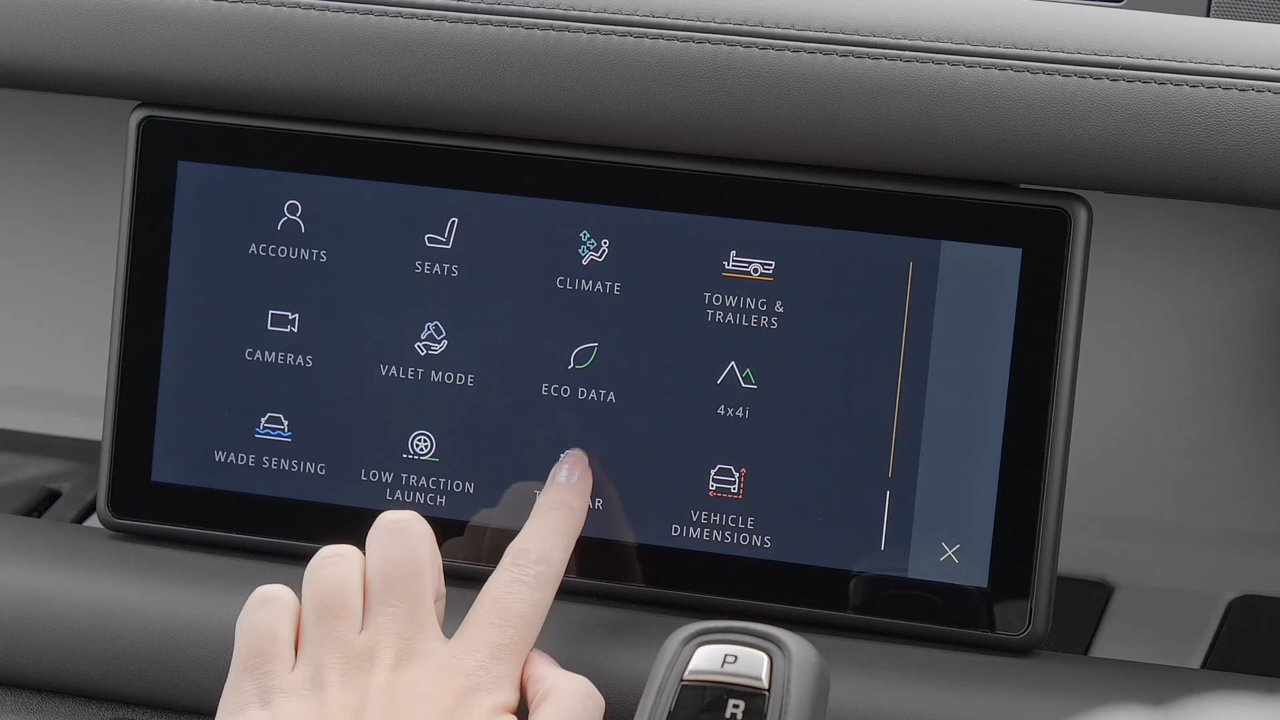 ACCOUNTS
SEATS
CLIMATE
TOWING &
TRAILERS
CAMERAS
VALET MODE
ECO DATA
4x4i
WADE SENSING
LOW TRACTION
LAUNCH
VEHICLE
DIMENSIONS
P
R